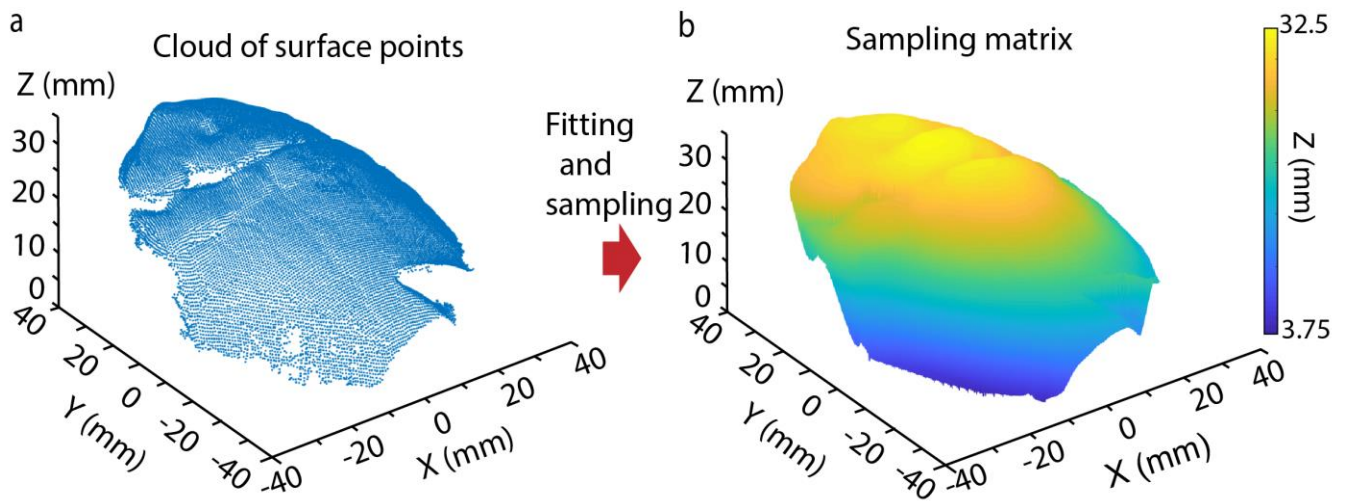 a
Cloud of surface points
Z (mm)
30
20
10
0
40
20
0
-20
-40
Y (mm)
-40
-20
0
20
40
X (mm)
Fitting
and
sampling
b
Sampling matrix
Z (mm)
30
20
10
0
40
20
0
-20
-40
Y (mm)
-40
-20
0
20
40
X (mm)
32.5
Z (mm)
3.75